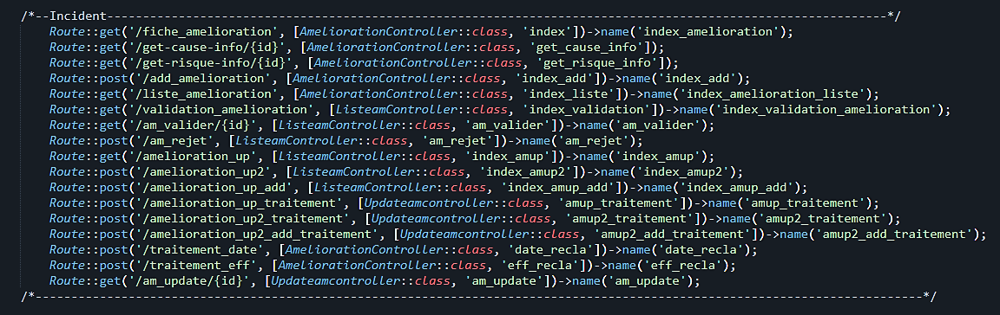 /*--Incident-------------------------------------------------------------------------------------------------------------*/
Route::get('/fiche_amelioration', [AmeliorationController::class, 'index'])->name('index_amelioration');
Route::get('/get-cause-info/{id}', [AmeliorationController::class, 'get_cause_info']);
Route::get('/get-risque-info/{id}', [AmeliorationController::class, 'get_risque_info']);
Route::post('/add_amelioration', [AmeliorationController::class, 'index_add'])->name('index_add');
Route::get('/liste_amelioration', [AmeliorationController::class, 'index_liste'])->name('index_amelioration_liste');
Route::get('/validation_amelioration', [ListeamController::class, 'index_validation'])->name('index_validation_amelioration');
Route::get('/am_valider/{id}', [ListeamController::class, 'am_valider'])->name('am_valider');
Route::post('/am_rejet', [ListeamController::class, 'am_rejet'])->name('am_rejet');
Route::get('/amelioration_up', [ListeamController::class, 'index_amup'])->name('index_amup');
Route::post('/amelioration_up2', [ListeamController::class, 'index_amup2'])->name('index_amup2');
Route::post('/amelioration_up_add', [ListeamController::class, 'index_amup_add'])->name('index_amup_add');
Route::post('/amelioration_up_traitement', [Updateamcontroller::class, 'amup_traitement'])->name('amup_traitement');
Route::post('/amelioration_up2_traitement', [Updateamcontroller::class, 'amup2_traitement'])->name('amup2_traitement');
Route::post('/amelioration_up2_add_traitement', [Updateamcontroller::class, 'amup2_add_traitement'])->name('amup2_add_traitement');
Route::post('/traitement_date', [AmeliorationController::class, 'date_recla'])->name('date_recla');
Route::post('/traitement_eff', [AmeliorationController::class, 'eff_recla'])->name('eff_recla');
Route::get('/am_update/{id}', [Updateamcontroller::class, 'am_update'])->name('am_update');
/*----------------------------------------------------------------------------------------------------------------------------*/